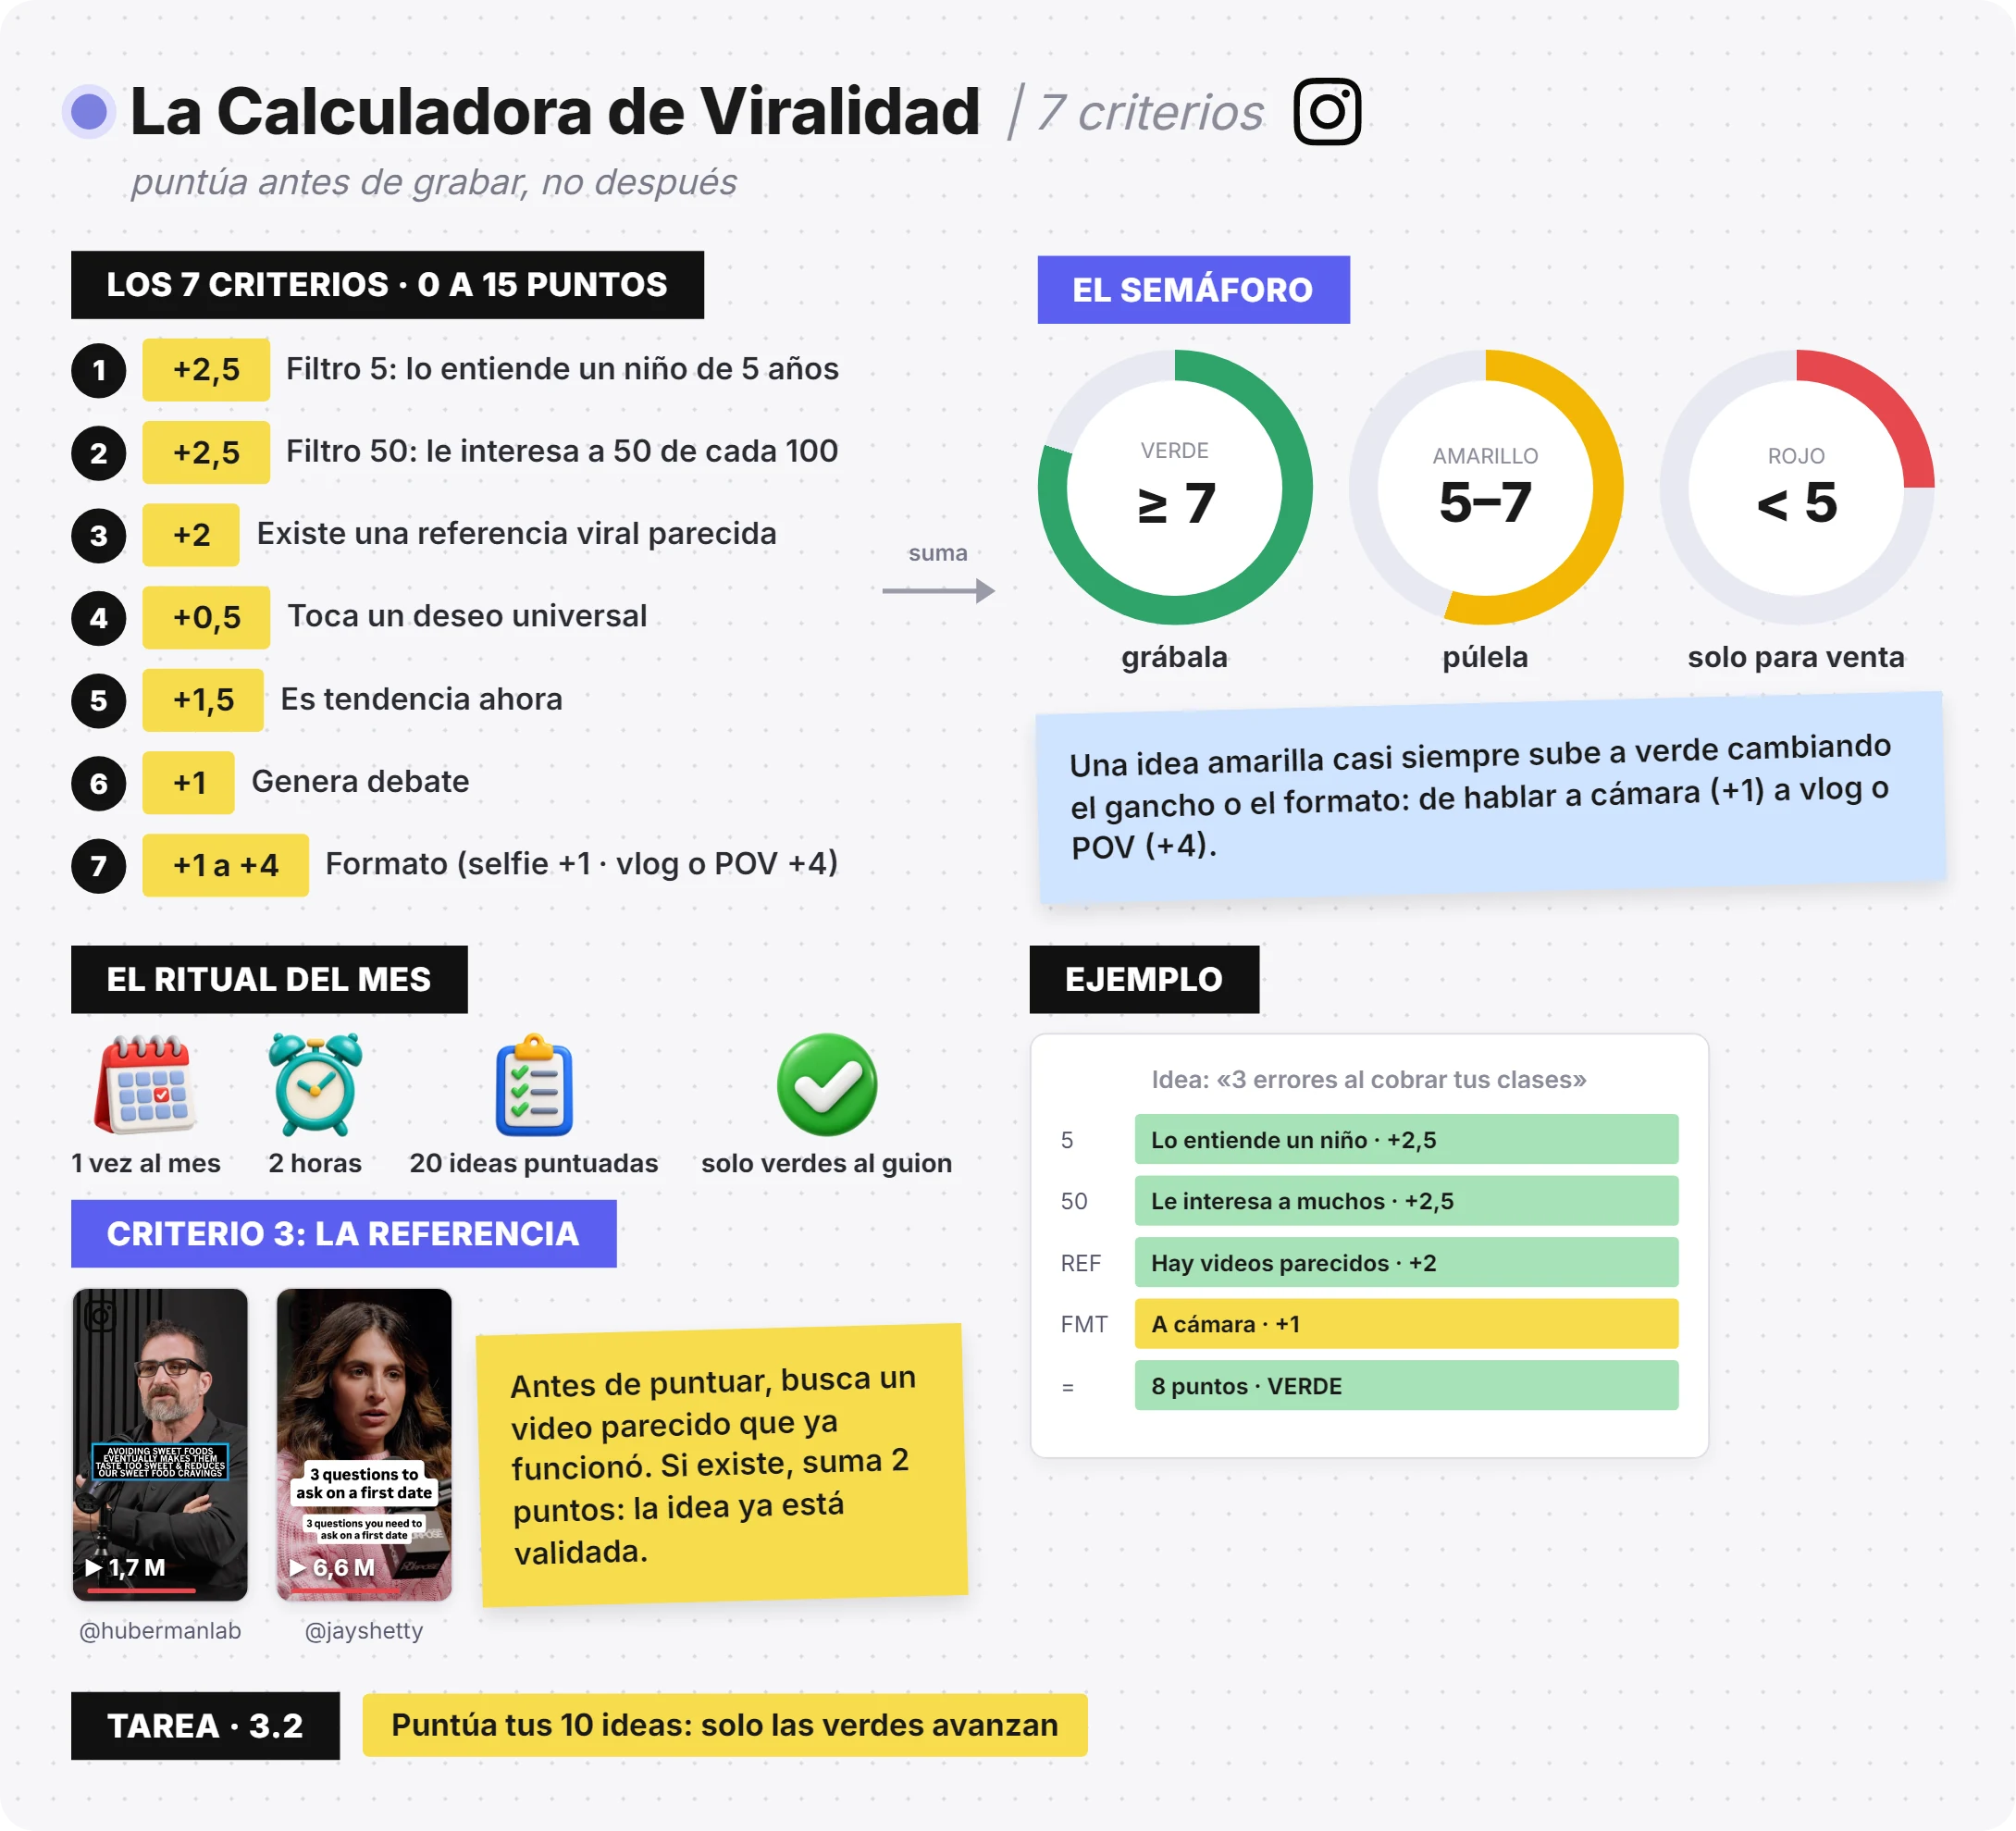 La Calculadora de Viralidad | 7 criterios
puntúa antes de grabar, no después
LOS 7 CRITERIOS · 0 A 15 PUNTOS
1 +2,5 Filtro 5: lo entiende un niño de 5 años
2 +2,5 Filtro 50: le interesa a 50 de cada 100
3 +2 Existe una referencia viral parecida
4 +0,5 Toca un deseo universal
5 +1,5 Es tendencia ahora
6 +1 Genera debate
7 +1 a +4 Formato (selfie +1 · vlog o POV +4)
suma
EL SEMÁFORO
VERDE
≥ 7
grábala
AMARILLO
5–7
púlela
ROJO
< 5
solo para venta
Una idea amarilla casi siempre sube a verde cambiando
el gancho o el formato: de hablar a cámara (+1) a vlog o
POV (+4).
EL RITUAL DEL MES
1 vez al mes
2 horas
20 ideas puntuadas
solo verdes al guion
EJEMPLO
Idea: «3 errores al cobrar tus clases»
5 Lo entiende un niño · +2,5
50 Le interesa a muchos · +2,5
REF Hay videos parecidos · +2
FMT A cámara · +1
= 8 puntos · VERDE
CRITERIO 3: LA REFERENCIA
AVOIDING SWEET FOODS
EVENTUALLY MAKES THEM
TASTE TOO SWEET & REDUCES
OUR SWEET FOOD CRAVINGS
1,7 M
@hubermanlab
3 questions to
ask on a first date
3 questions you need to
ask on a first date
6,6 M
@jayshetty
Antes de puntuar, busca un
video parecido que ya
funcionó. Si existe, suma 2
puntos: la idea ya está
validada.
TAREA · 3.2
Puntúa tus 10 ideas: solo las verdes avanzan